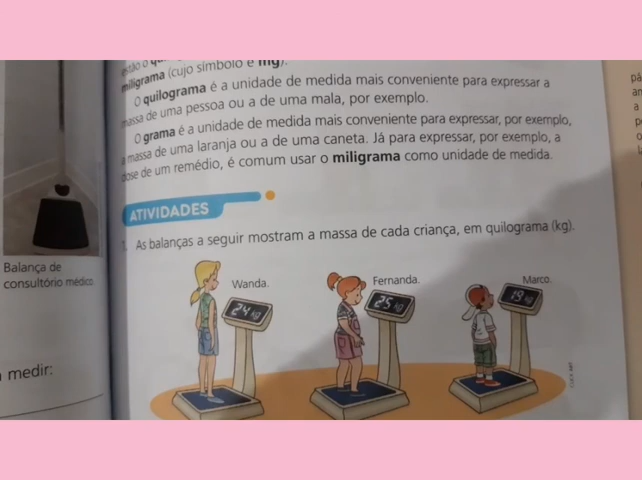 miligrama (cujo símbolo é mg).
O quilograma é a unidade de medida mais conveniente para expressar a
massa de uma pessoa ou a de uma mala, por exemplo.
O grama é a unidade de medida mais conveniente para expressar, por exemplo,
a massa de uma laranja ou a de uma caneta. Já para expressar, por exemplo, a
dose de um remédio, é comum usar o miligrama como unidade de medida.
ATIVIDADES
1. As balanças a seguir mostram a massa de cada criança, em quilograma (kg).
Wanda.
24 kg
Fernanda.
25 kg
Marco.
19 kg
Balança de
consultório médico.
medir: